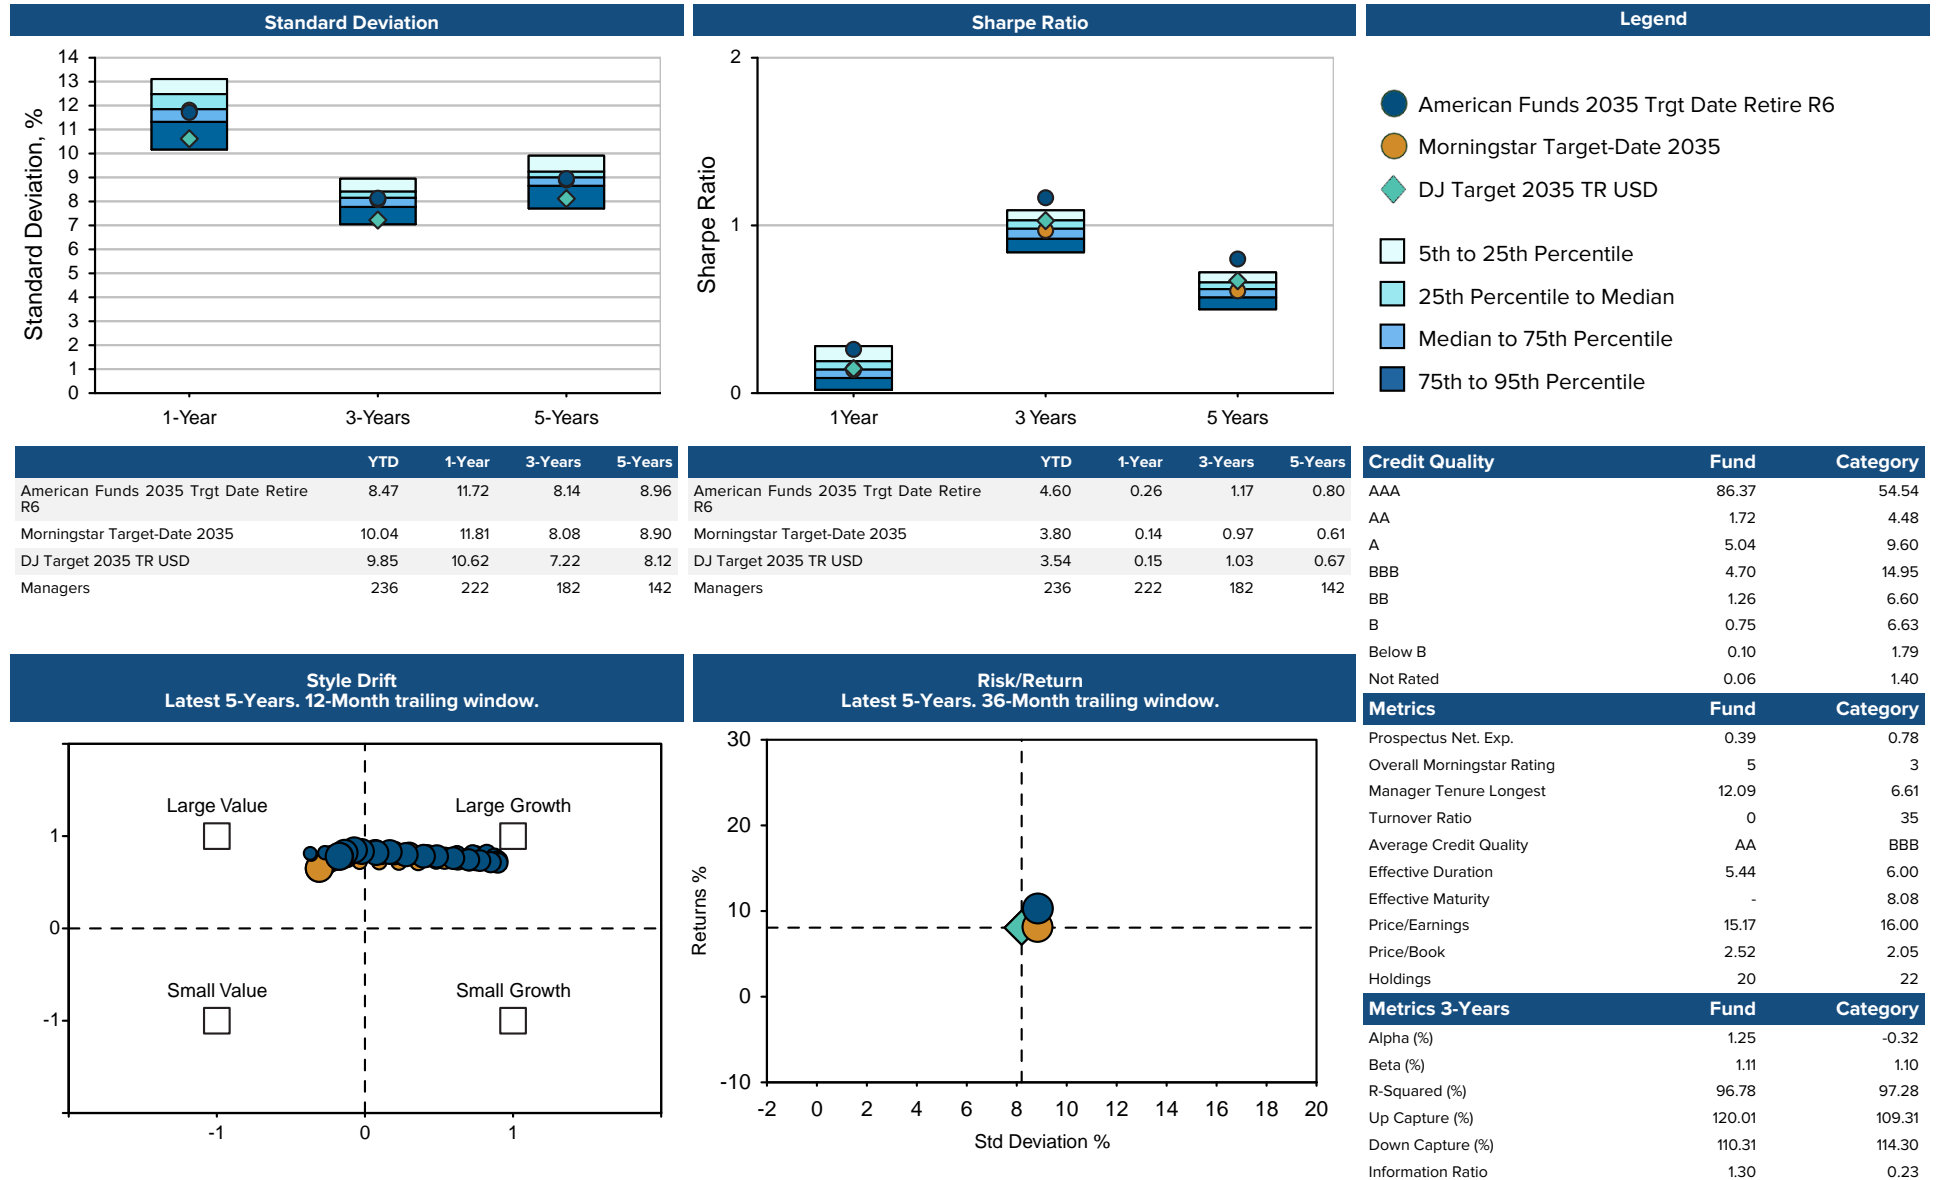 Standard Deviation
14
13
12
11
10
9
8
7
6
5
4
3
2
1
0
Standard Deviation, %
1-Year 3-Years 5-Years
Sharpe Ratio
2
1
0
Sharpe Ratio
1 Year 3 Years 5 Years
Legend
American Funds 2035 Trgt Date Retire R6
Morningstar Target-Date 2035
DJ Target 2035 TR USD
5th to 25th Percentile
25th Percentile to Median
Median to 75th Percentile
75th to 95th Percentile
YTD 1-Year 3-Years 5-Years
American Funds 2035 Trgt Date Retire 8.47 11.72 8.14 8.96
R6
Morningstar Target-Date 2035 10.04 11.81 8.08 8.90
DJ Target 2035 TR USD 9.85 10.62 7.22 8.12
Managers 236 222 182 142
YTD 1-Year 3-Years 5-Years
American Funds 2035 Trgt Date Retire 4.60 0.26 1.17 0.80
R6
Morningstar Target-Date 2035 3.80 0.14 0.97 0.61
DJ Target 2035 TR USD 3.54 0.15 1.03 0.67
Managers 236 222 182 142
Credit Quality Fund Category
AAA 86.37 54.54
AA 1.72 4.48
A 5.04 9.60
BBB 4.70 14.95
BB 1.26 6.60
B 0.75 6.63
Below B 0.10 1.79
Not Rated 0.06 1.40
Metrics Fund Category
Prospectus Net. Exp. 0.39 0.78
Overall Morningstar Rating 5 3
Manager Tenure Longest 12.09 6.61
Turnover Ratio 0 35
Average Credit Quality AA BBB
Effective Duration 5.44 6.00
Effective Maturity - 8.08
Price/Earnings 15.17 16.00
Price/Book 2.52 2.05
Holdings 20 22
Metrics 3-Years Fund Category
Alpha (%) 1.25 -0.32
Beta (%) 1.11 1.10
R-Squared (%) 96.78 97.28
Up Capture (%) 120.01 109.31
Down Capture (%) 110.31 114.30
Information Ratio 1.30 0.23
Style Drift
Latest 5-Years. 12-Month trailing window.
Large Value Large Growth
1
0
Small Value Small Growth
-1
-1 0 1
Risk/Return
Latest 5-Years. 36-Month trailing window.
30
20
10
0
-10
Returns %
-2 0 2 4 6 8 10 12 14 16 18 20
Std Deviation %